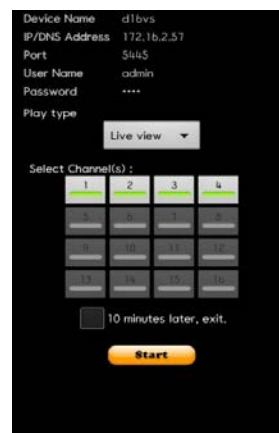 Device Name d16vs
IP/DNS Address 172.16.2.57
Port 5445
User Name admin
Password ••••
Play type
Live view
Select Channel(s) :
1 2 3 4
5 6 7 8
9 10 11 12
13 14 15 16
10 minutes later, exit.
Start